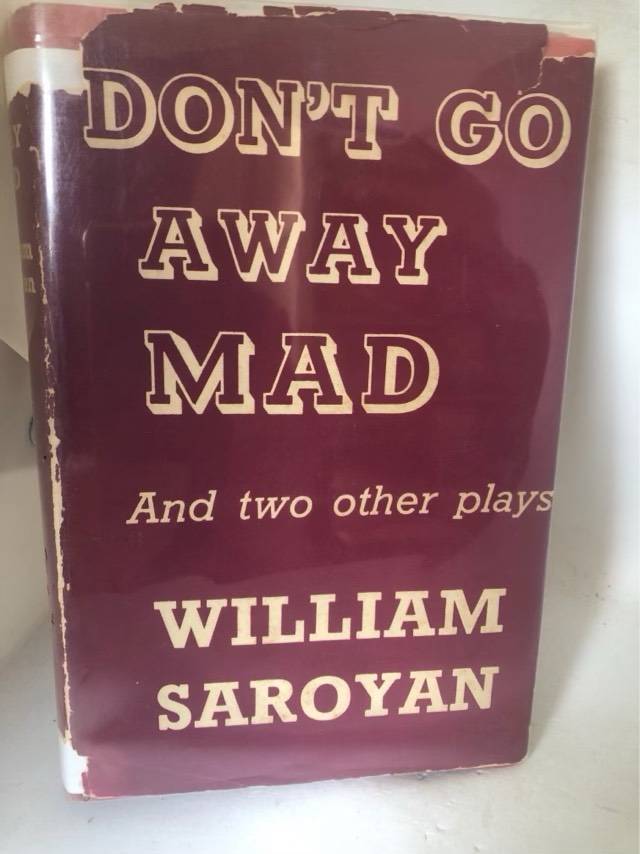 DON'T GO
AWAY
MAD
And two other plays
WILLIAM
SAROYAN